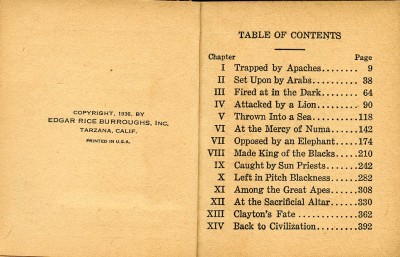 COPYRIGHT, 1936, BY
EDGAR RICE BURROUGHS, INC.
TARZANA, CALIF.
PRINTED IN U.S.A.
TABLE OF CONTENTS
Chapter Page
I Trapped by Apaches........ 9
II Set Upon by Arabs........ 38
III Fired at in the Dark....... 64
IV Attacked by a Lion........ 90
V Thrown Into a Sea........118
VI At the Mercy of Numa.....142
VII Opposed by an Elephant....174
VIII Made King of the Blacks....210
IX Caught by Sun Priests......242
X Left in Pitch Blackness.....282
XI Among the Great Apes.....308
XII At the Sacrificial Altar.....330
XIII Clayton's Fate............362
XIV Back to Civilization.......392